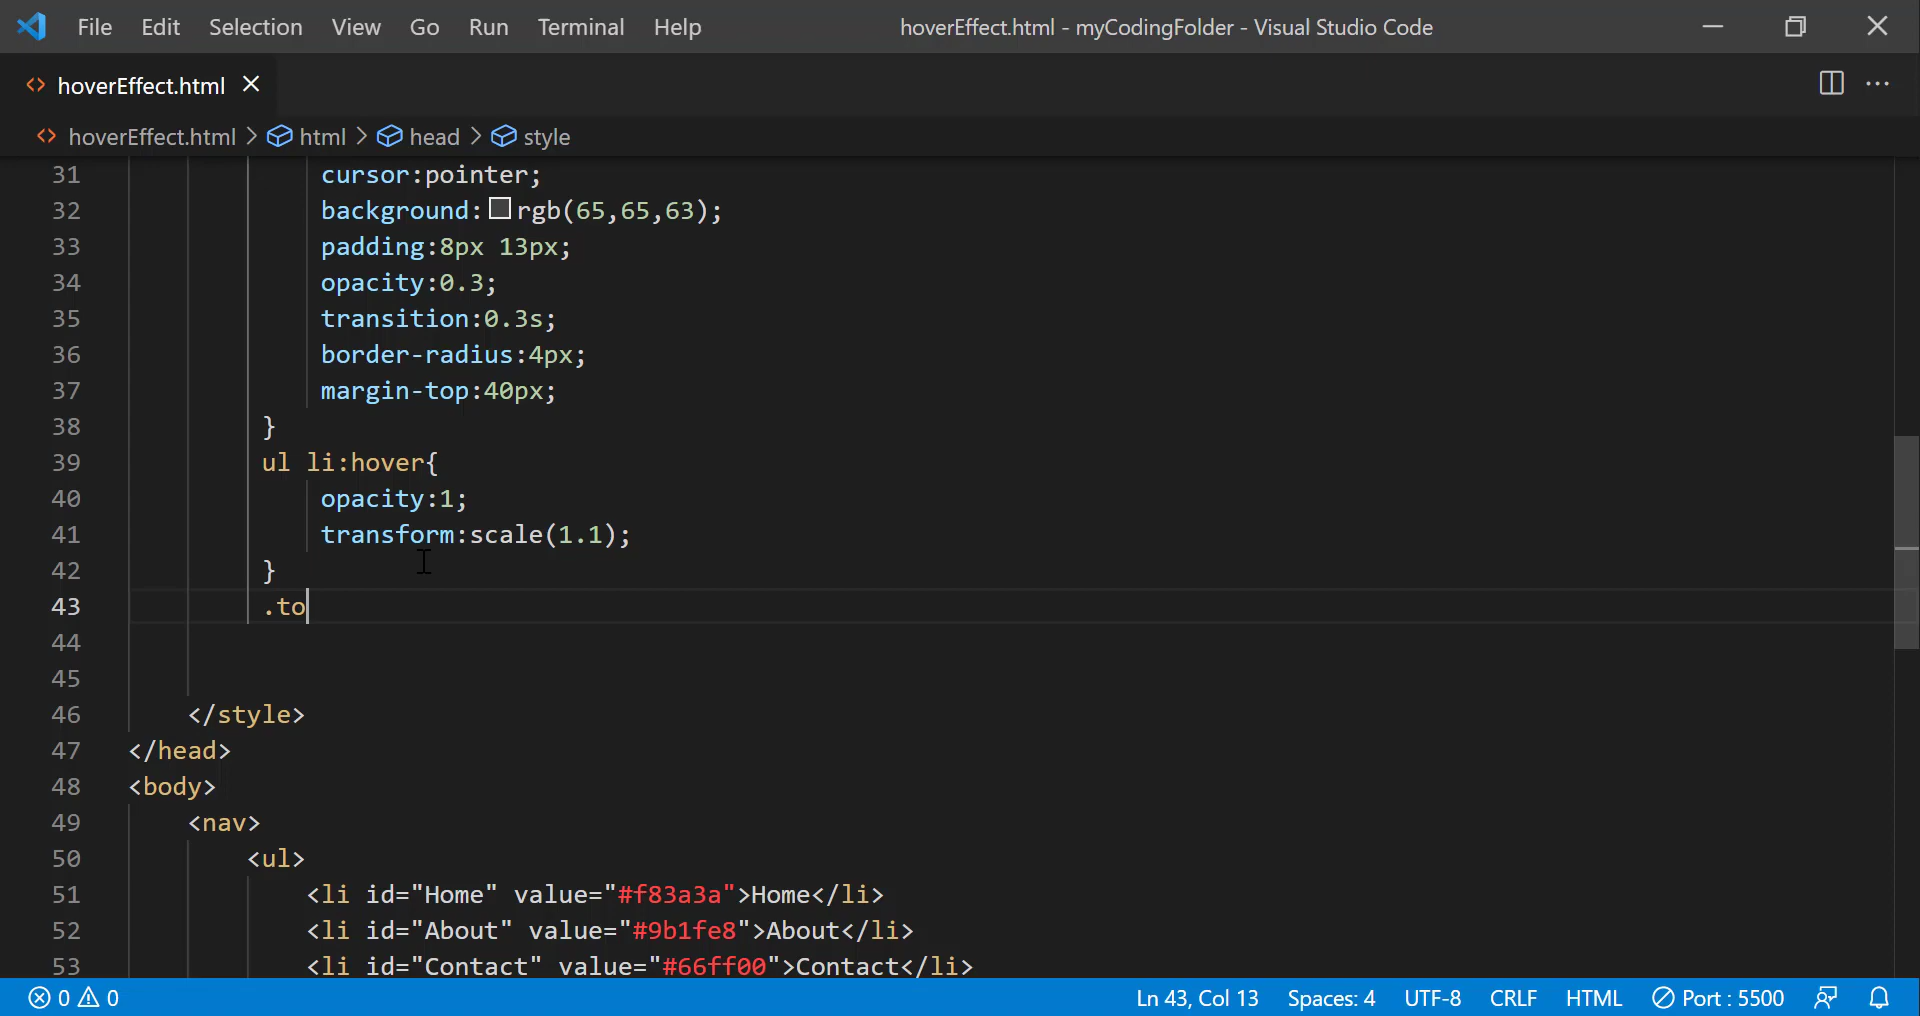 File Edit Selection View Go Run Terminal Help hoverEffect.html - myCodingFolder - Visual Studio Code
hoverEffect.html
hoverEffect.html > html > head > style
31 cursor:pointer;
32 background: rgb(65,65,63);
33 padding:8px 13px;
34 opacity:0.3;
35 transition:0.3s;
36 border-radius:4px;
37 margin-top:40px;
38 }
39 ul li:hover{
40 opacity:1;
41 transform:scale(1.1);
42 }
43 .to
44
45
46 </style>
47 </head>
48 <body>
49 <nav>
50 <ul>
51 <li id="Home" value="#f83a3a">Home</li>
52 <li id="About" value="#9b1fe8">About</li>
53 <li id="Contact" value="#66ff00">Contact</li>
0 0 Ln 43, Col 13 Spaces: 4 UTF-8 CRLF HTML Port : 5500